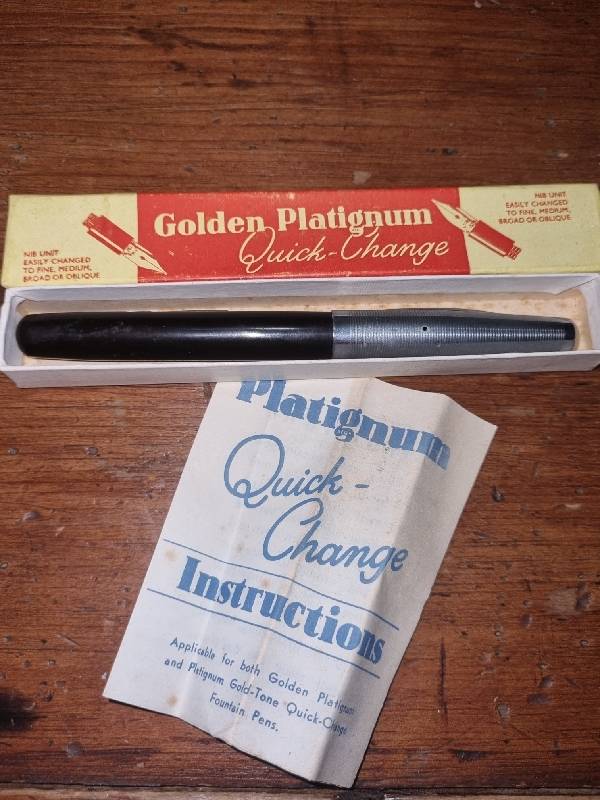 Golden Platignum
Quick-Change
NIB UNIT
EASILY CHANGED
TO FINE, MEDIUM,
BROAD OR OBLIQUE
NIB UNIT
EASILY CHANGED
TO FINE, MEDIUM,
BROAD OR OBLIQUE
Platignum
Quick-
Change
Instructions
Applicable for both Golden Platignum
and Platignum Gold-Tone Quick-Change
Fountain Pens.